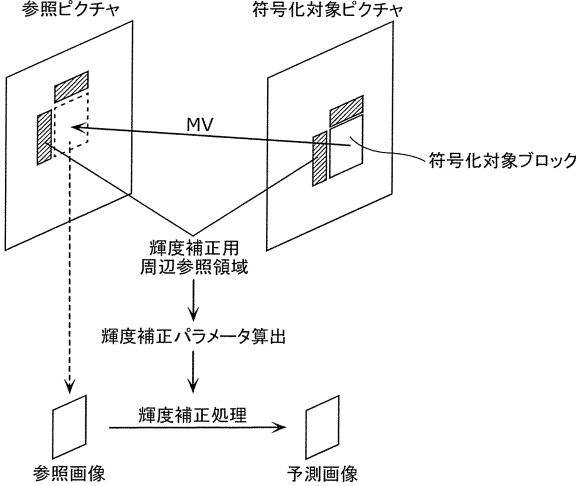 参照ピクチャ
符号化対象ピクチャ
MV
符号化対象ブロック
輝度補正用
周辺参照領域
輝度補正パラメータ算出
輝度補正処理
参照画像
予測画像